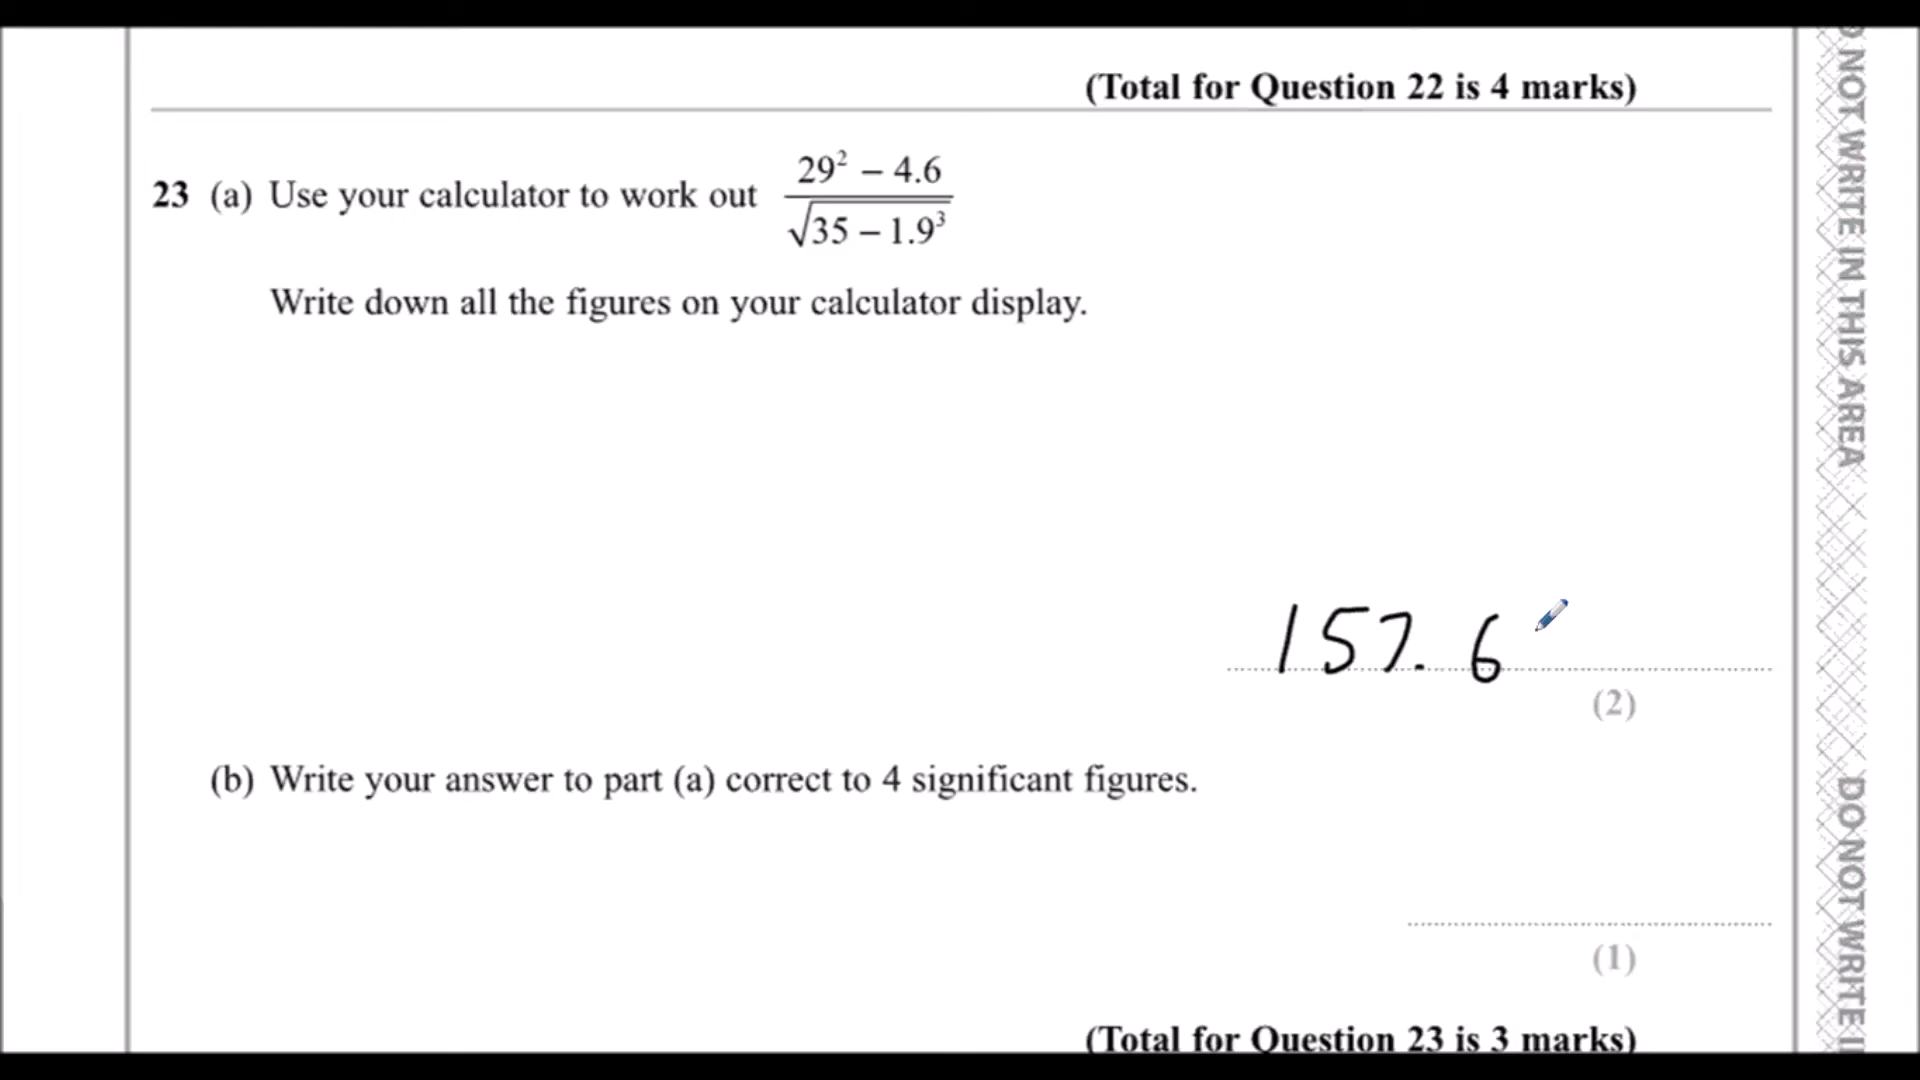 (Total for Question 22 is 4 marks)
23 (a) Use your calculator to work out (29² – 4.6) / √(35 – 1.9³)
Write down all the figures on your calculator display.
157. 6
(2)
(b) Write your answer to part (a) correct to 4 significant figures.
(1)
(Total for Question 23 is 3 marks)
O NOT WRITE IN THIS AREA
DO NOT WRITE I